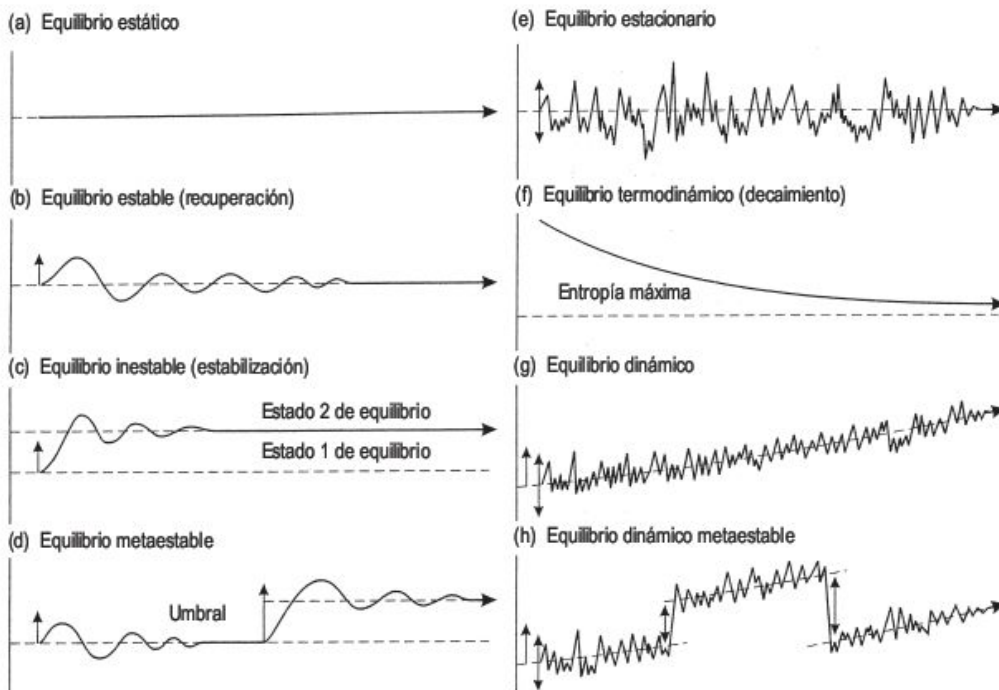 (a) Equilibrio estático
(b) Equilibrio estable (recuperación)
(c) Equilibrio inestable (estabilización)
Estado 2 de equilibrio
Estado 1 de equilibrio
(d) Equilibrio metaestable
Umbral
(e) Equilibrio estacionario
(f) Equilibrio termodinámico (decaimiento)
Entropía máxima
(g) Equilibrio dinámico
(h) Equilibrio dinámico metaestable